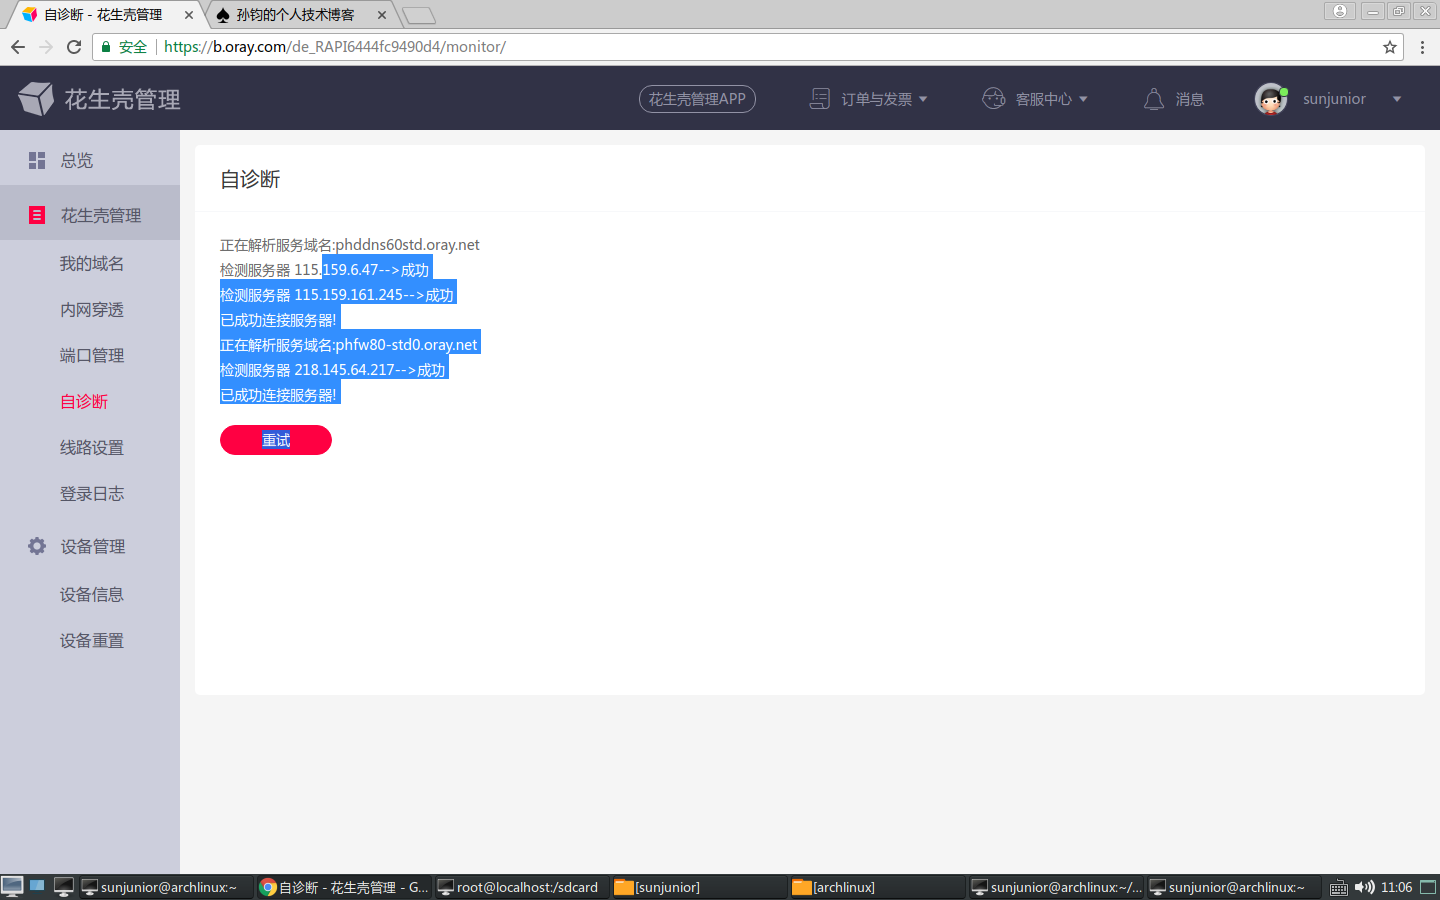 自诊断 - 花生壳管理
孙钧的个人技术博客
安全
https://b.oray.com/de_RAPI6444fc9490d4/monitor/
花生壳管理
花生壳管理APP
订单与发票
客服中心
消息
sunjunior
总览
花生壳管理
我的域名
内网穿透
端口管理
自诊断
线路设置
登录日志
设备管理
设备信息
设备重置
自诊断
正在解析服务域名:phddns60std.oray.net
检测服务器 115.159.6.47-->成功
检测服务器 115.159.161.245-->成功
已成功连接服务器!
正在解析服务域名:phfw80-std0.oray.net
检测服务器 218.145.64.217-->成功
已成功连接服务器!
重试
sunjunior@archlinux:~
自诊断 - 花生壳管理 - G...
root@localhost:/sdcard
[sunjunior]
[archlinux]
sunjunior@archlinux:~/...
sunjunior@archlinux:~
11:06